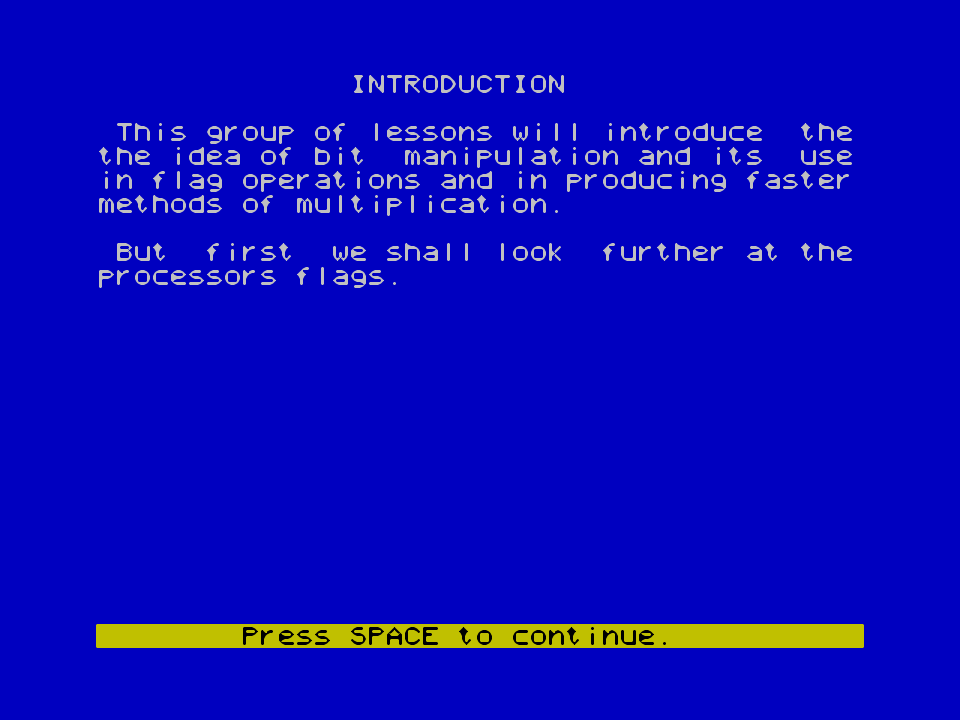 INTRODUCTION
This group of lessons will introduce the
the idea of bit manipulation and its use
in flag operations and in producing faster
methods of multiplication.
But first we shall look further at the
processors flags.
Press SPACE to continue.